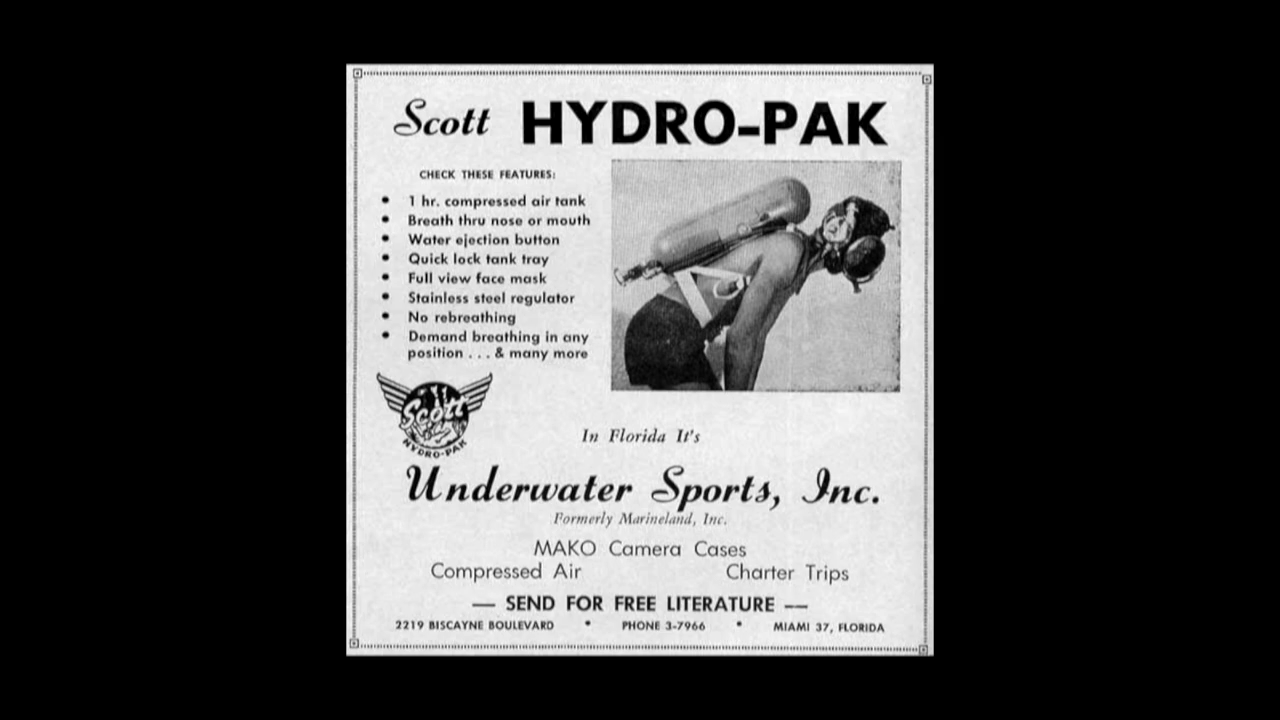 Scott HYDRO-PAK
CHECK THESE FEATURES:
• 1 hr. compressed air tank
• Breath thru nose or mouth
• Water ejection button
• Quick lock tank tray
• Full view face mask
• Stainless steel regulator
• No rebreathing
• Demand breathing in any
position . . . & many more
Scott
HYDRO-PAK
In Florida It's
Underwater Sports, Inc.
Formerly Marineland, Inc.
MAKO Camera Cases
Compressed Air Charter Trips
— SEND FOR FREE LITERATURE —
2219 BISCAYNE BOULEVARD • PHONE 3-7966 • MIAMI 37, FLORIDA